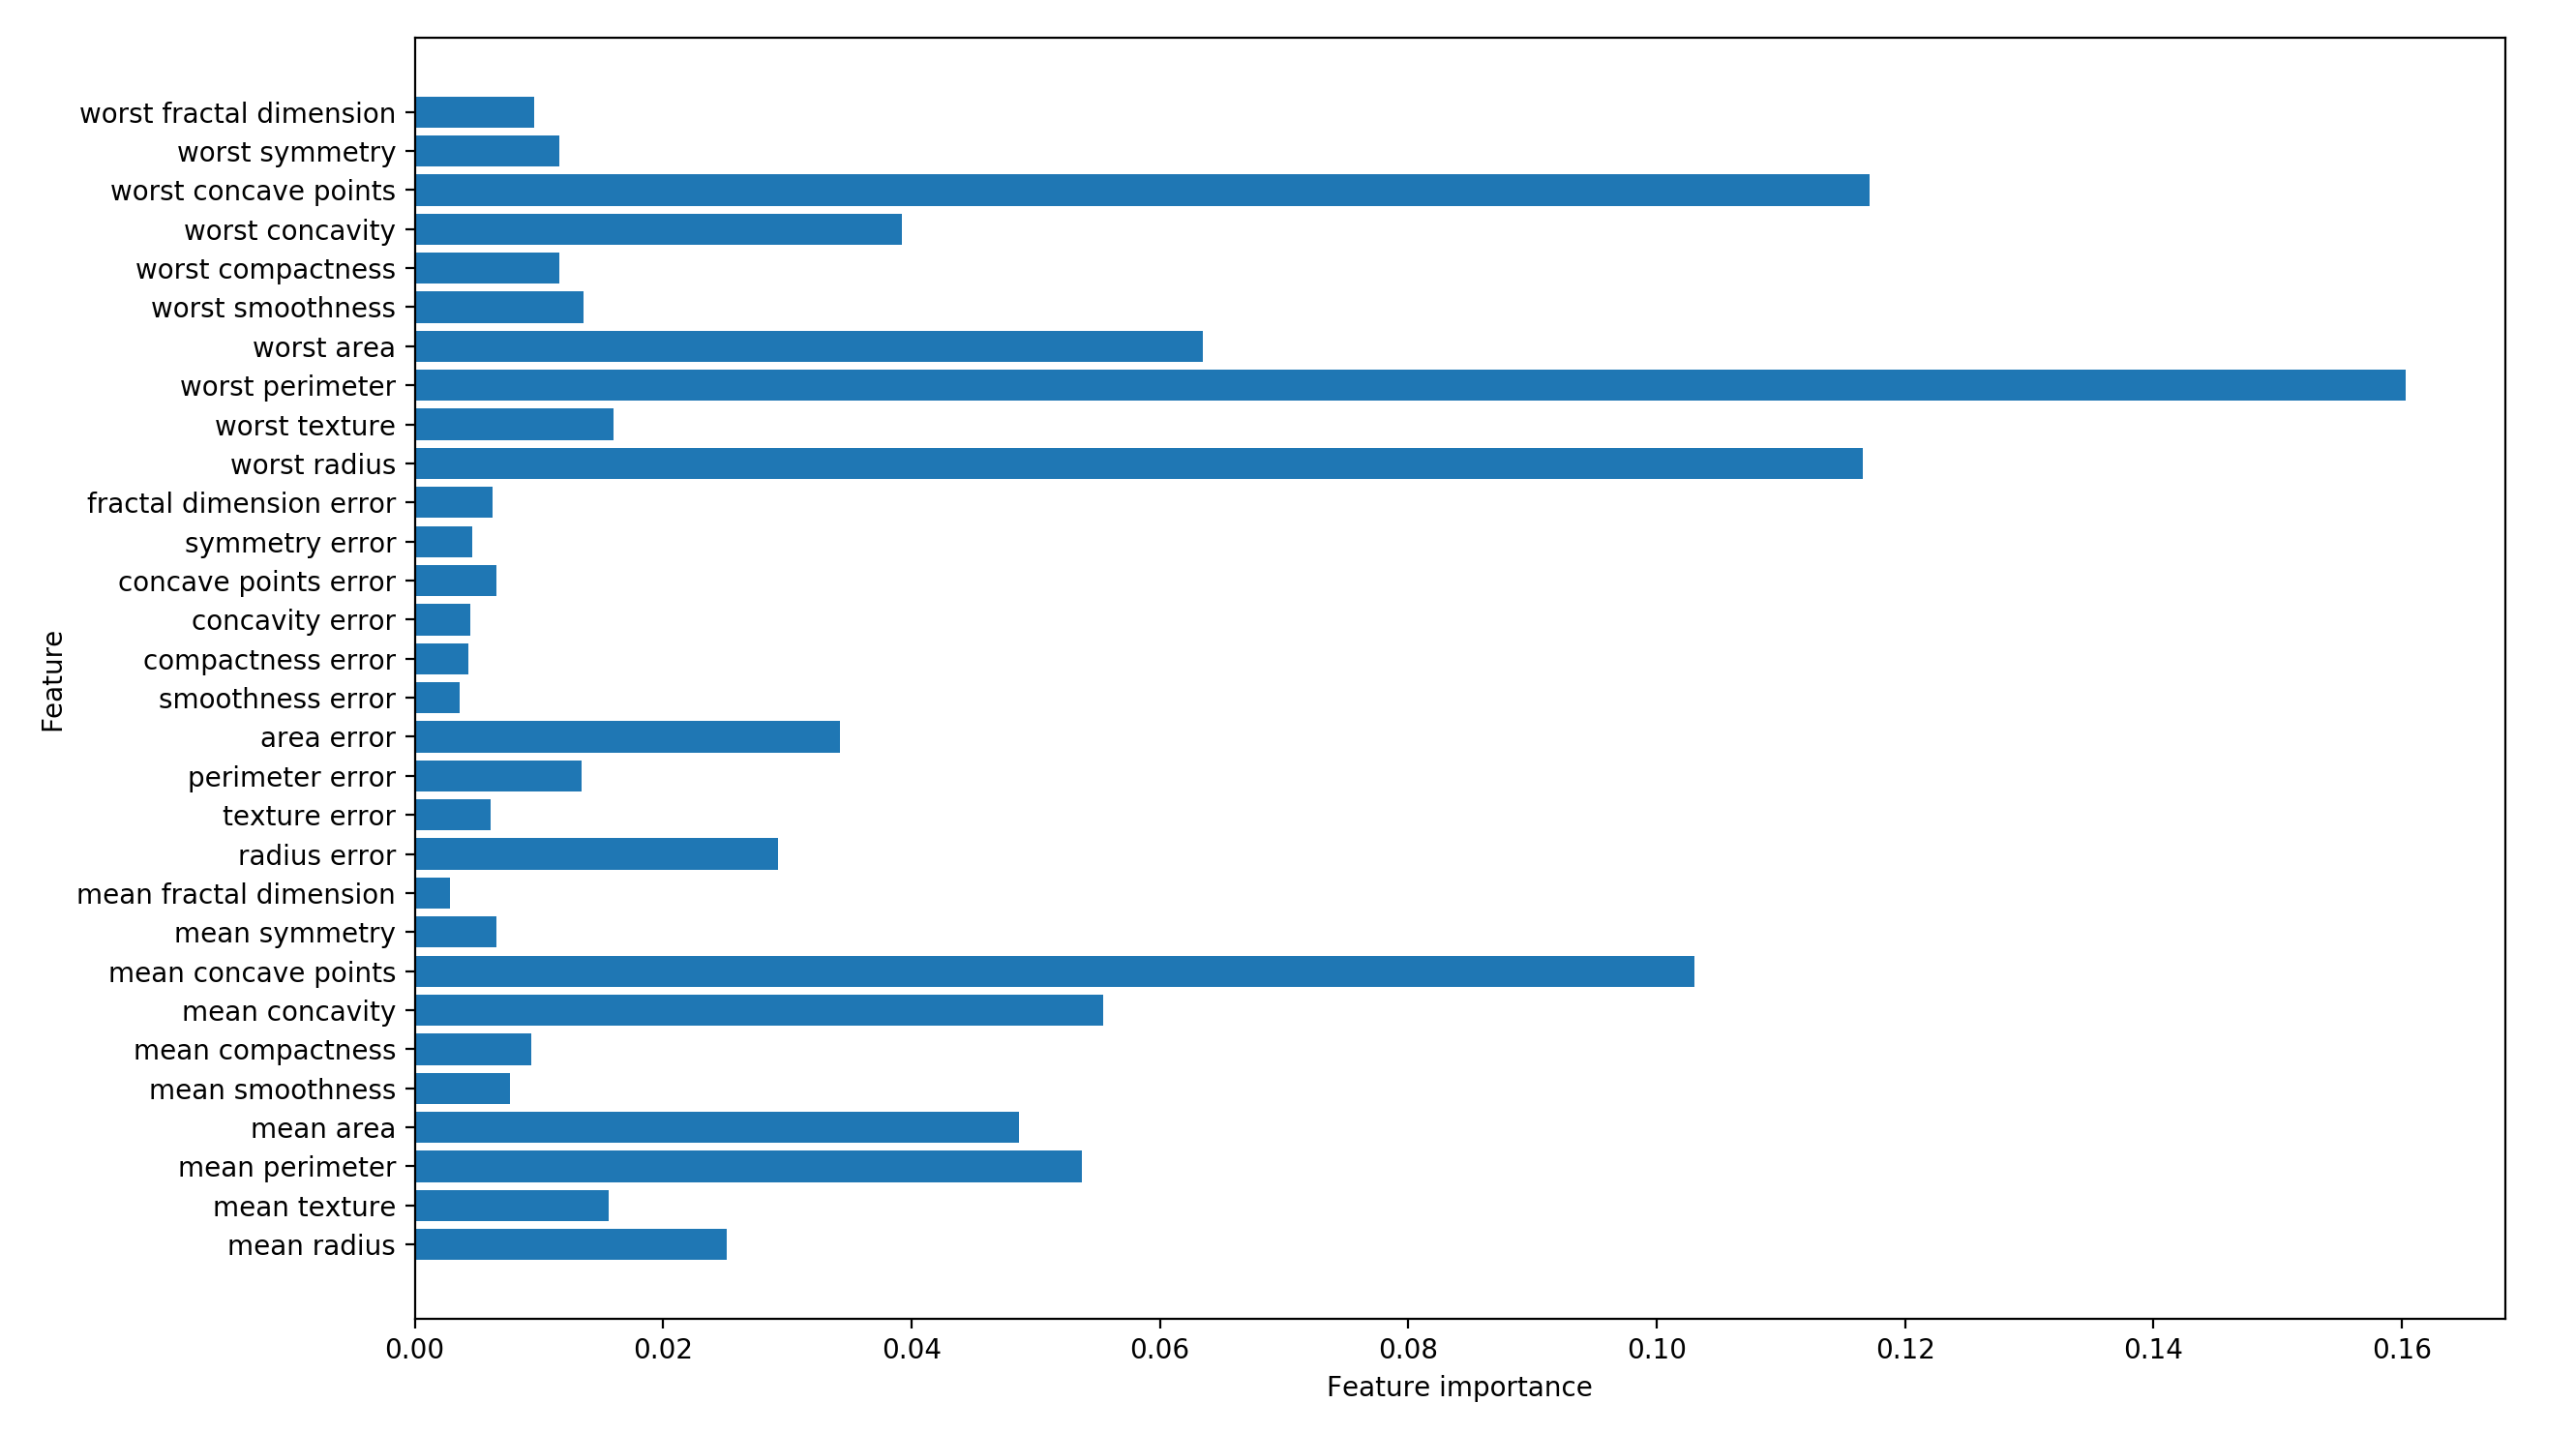 worst fractal dimension
worst symmetry
worst concave points
worst concavity
worst compactness
worst smoothness
worst area
worst perimeter
worst texture
worst radius
fractal dimension error
symmetry error
concave points error
concavity error
compactness error
smoothness error
area error
perimeter error
texture error
radius error
mean fractal dimension
mean symmetry
mean concave points
mean concavity
mean compactness
mean smoothness
mean area
mean perimeter
mean texture
mean radius
Feature
0.00 0.02 0.04 0.06 0.08 0.10 0.12 0.14 0.16
Feature importance